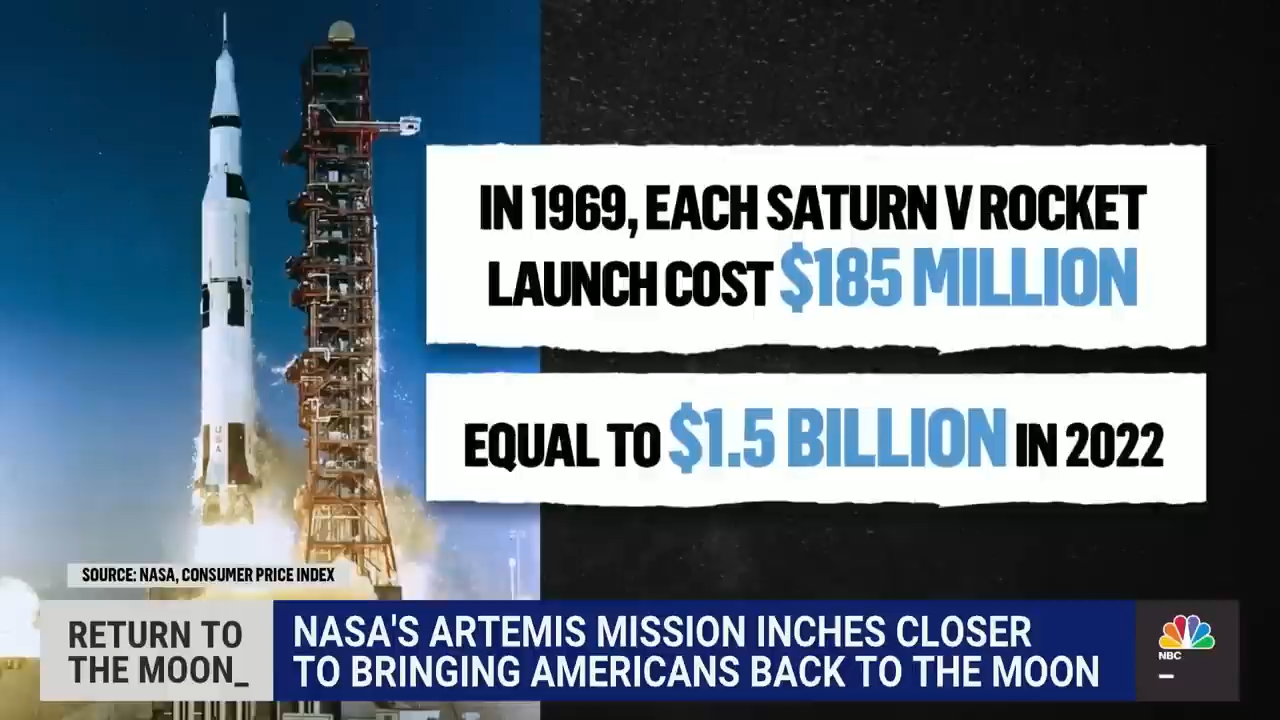 IN 1969, EACH SATURN V ROCKET
LAUNCH COST $185 MILLION
EQUAL TO $1.5 BILLION IN 2022
USA
SOURCE: NASA, CONSUMER PRICE INDEX
RETURN TO
THE MOON_
NASA'S ARTEMIS MISSION INCHES CLOSER
TO BRINGING AMERICANS BACK TO THE MOON
NBC